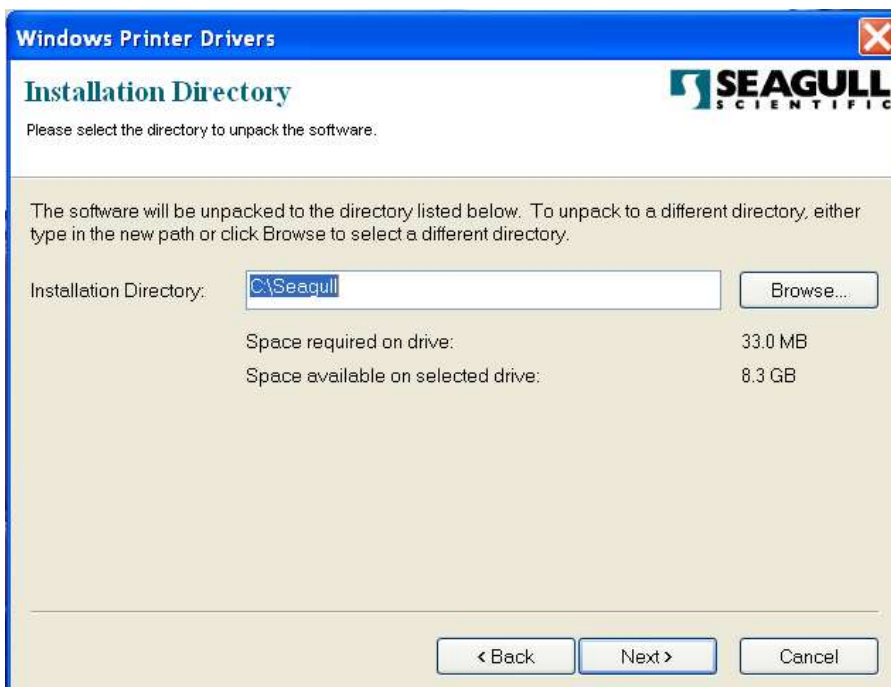 Windows Printer Drivers
Installation Directory
SEAGULL
SCIENTIFIC
Please select the directory to unpack the software.
The software will be unpacked to the directory listed below. To unpack to a different directory, either
type in the new path or click Browse to select a different directory.
Installation Directory: C:\Seagull Browse...
Space required on drive: 33.0 MB
Space available on selected drive: 8.3 GB
< Back Next > Cancel